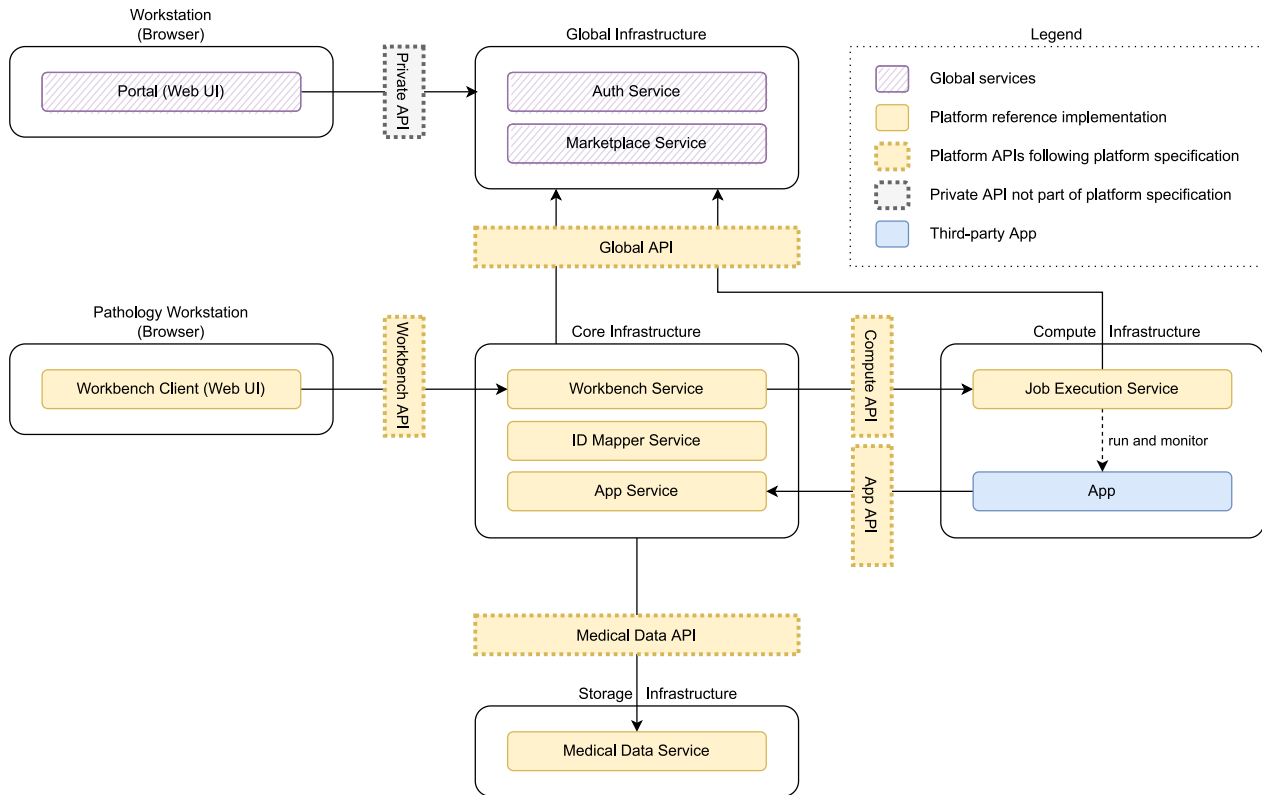 Workstation
(Browser)
Portal (Web UI)
Private API
Global Infrastructure
Auth Service
Marketplace Service
Legend
Global services
Platform reference implementation
Platform APIs following platform specification
Private API not part of platform specification
Third-party App
Global API
Pathology Workstation
(Browser)
Workbench Client (Web UI)
Workbench API
Core Infrastructure
Workbench Service
ID Mapper Service
App Service
Compute API
App API
Compute Infrastructure
Job Execution Service
run and monitor
App
Medical Data API
Storage Infrastructure
Medical Data Service